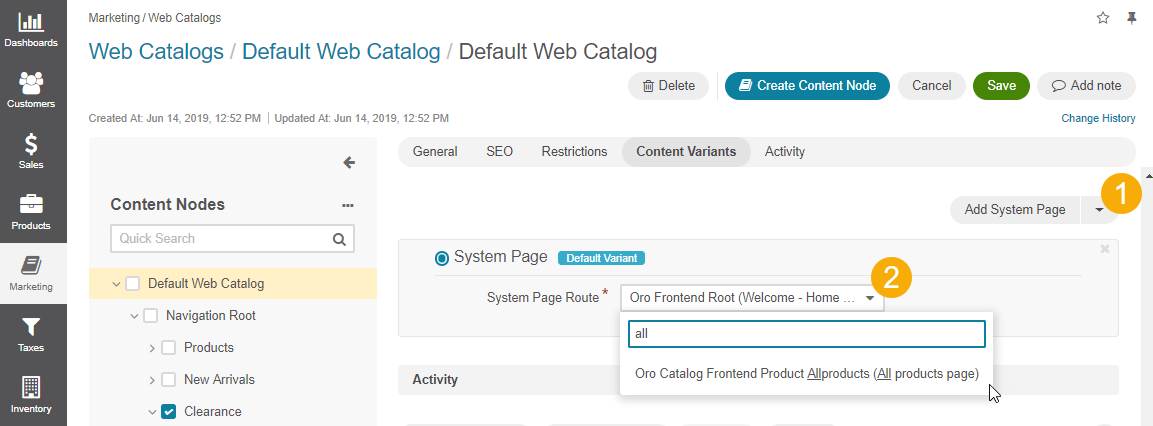 Dashboards
Customers
$
Sales
Products
Marketing
Taxes
Inventory
Marketing / Web Catalogs
Web Catalogs / Default Web Catalog / Default Web Catalog
Delete
Create Content Node
Cancel
Save
Add note
Created At: Jun 14, 2019, 12:52 PM | Updated At: Jun 14, 2019, 12:52 PM
Change History
Content Nodes
...
Quick Search
Default Web Catalog
Navigation Root
Products
New Arrivals
Clearance
General
SEO
Restrictions
Content Variants
Activity
1
Add System Page
System Page
Default Variant
2
System Page Route *
Oro Frontend Root (Welcome - Home ...
all
Oro Catalog Frontend Product Allproducts (All products page)
Activity